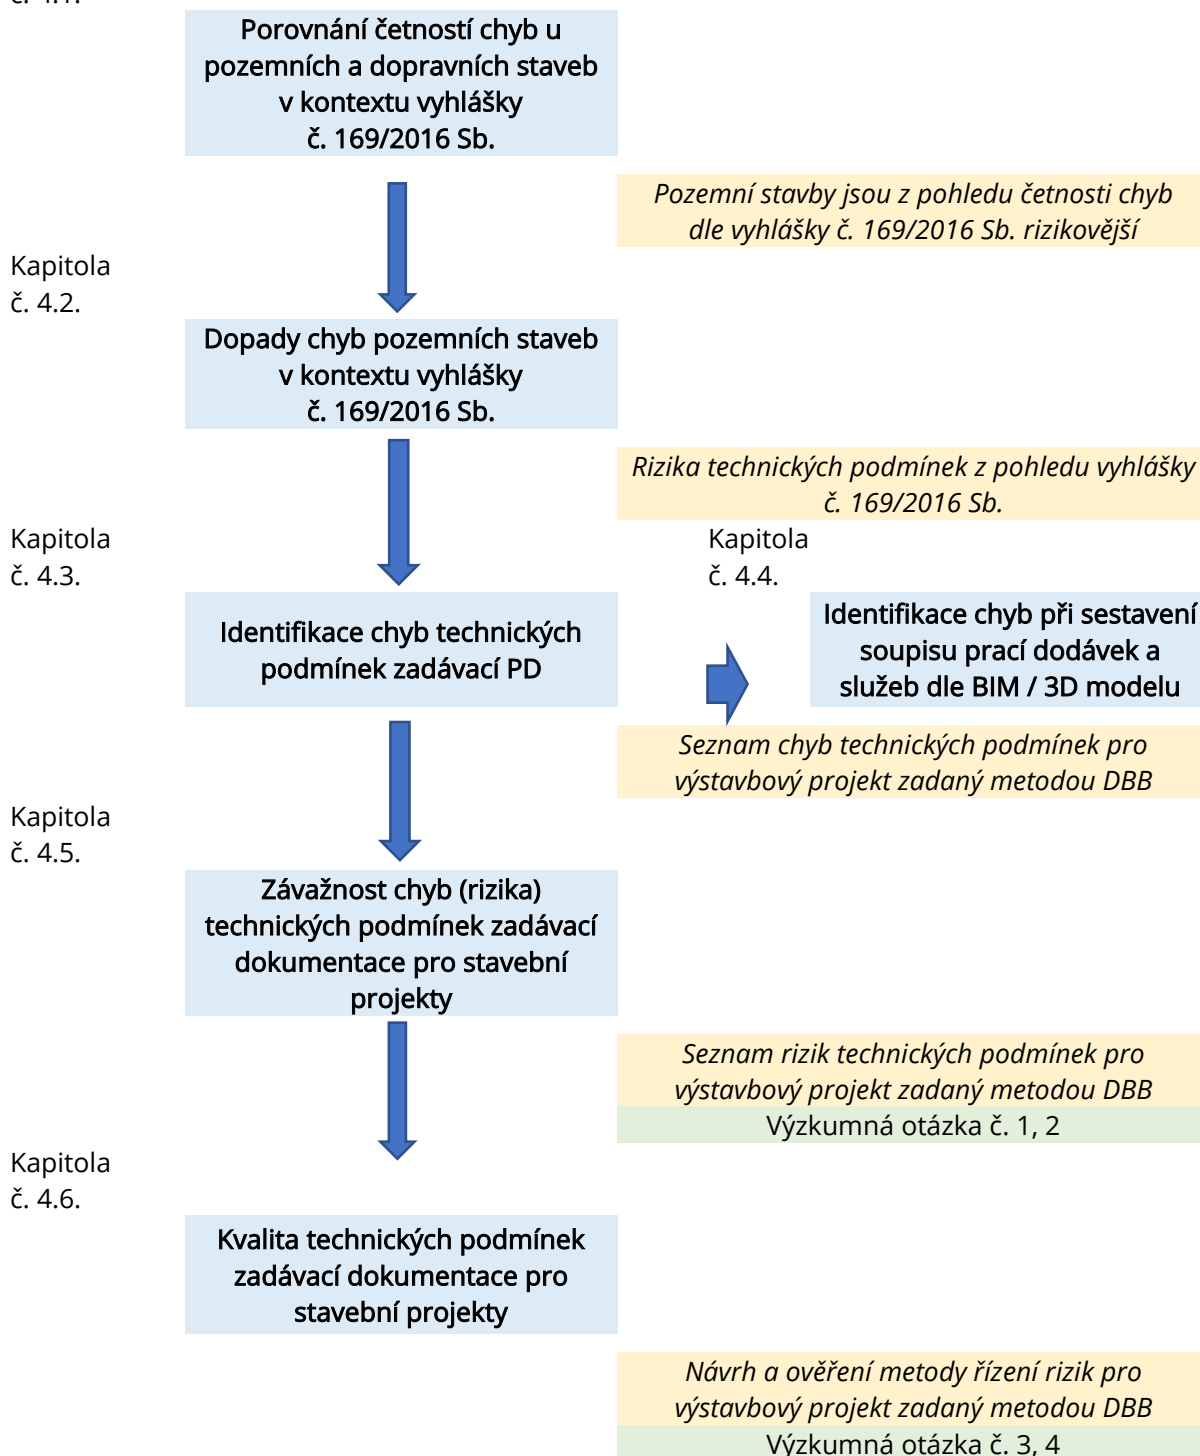 č. 4.1.
Porovnání četností chyb u
pozemních a dopravních staveb
v kontextu vyhlášky
č. 169/2016 Sb.
Pozemní stavby jsou z pohledu četnosti chyb
dle vyhlášky č. 169/2016 Sb. rizikovější
Kapitola
č. 4.2.
Dopady chyb pozemních staveb
v kontextu vyhlášky
č. 169/2016 Sb.
Rizika technických podmínek z pohledu vyhlášky
č. 169/2016 Sb.
Kapitola
č. 4.3.
Identifikace chyb technických
podmínek zadávací PD
Kapitola
č. 4.4.
Identifikace chyb při sestavení
soupisu prací dodávek a
služeb dle BIM / 3D modelu
Seznam chyb technických podmínek pro
výstavbový projekt zadaný metodou DBB
Kapitola
č. 4.5.
Závažnost chyb (rizika)
technických podmínek zadávací
dokumentace pro stavební
projekty
Seznam rizik technických podmínek pro
výstavbový projekt zadaný metodou DBB
Výzkumná otázka č. 1, 2
Kapitola
č. 4.6.
Kvalita technických podmínek
zadávací dokumentace pro
stavební projekty
Návrh a ověření metody řízení rizik pro
výstavbový projekt zadaný metodou DBB
Výzkumná otázka č. 3, 4